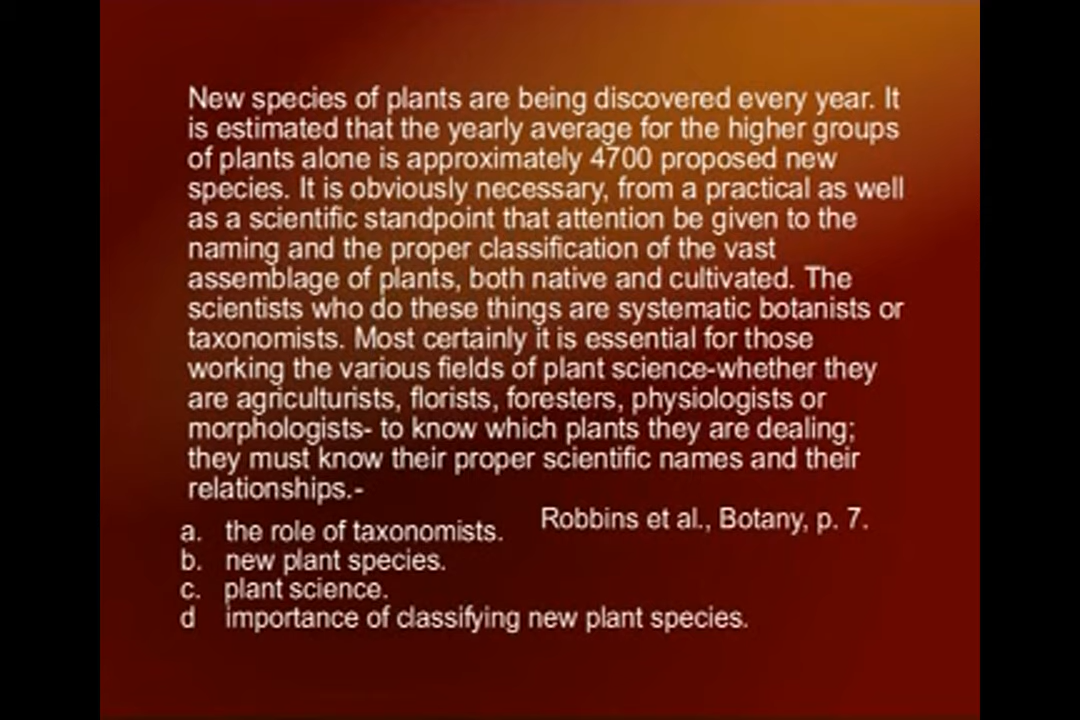 New species of plants are being discovered every year. It
is estimated that the yearly average for the higher groups
of plants alone is approximately 4700 proposed new
species. It is obviously necessary, from a practical as well
as a scientific standpoint that attention be given to the
naming and the proper classification of the vast
assemblage of plants, both native and cultivated. The
scientists who do these things are systematic botanists or
taxonomists. Most certainly it is essential for those
working the various fields of plant science-whether they
are agriculturists, florists, foresters, physiologists or
morphologists- to know which plants they are dealing;
they must know their proper scientific names and their
relationships.-
Robbins et al., Botany, p. 7.
a. the role of taxonomists.
b. new plant species.
c. plant science.
d importance of classifying new plant species.